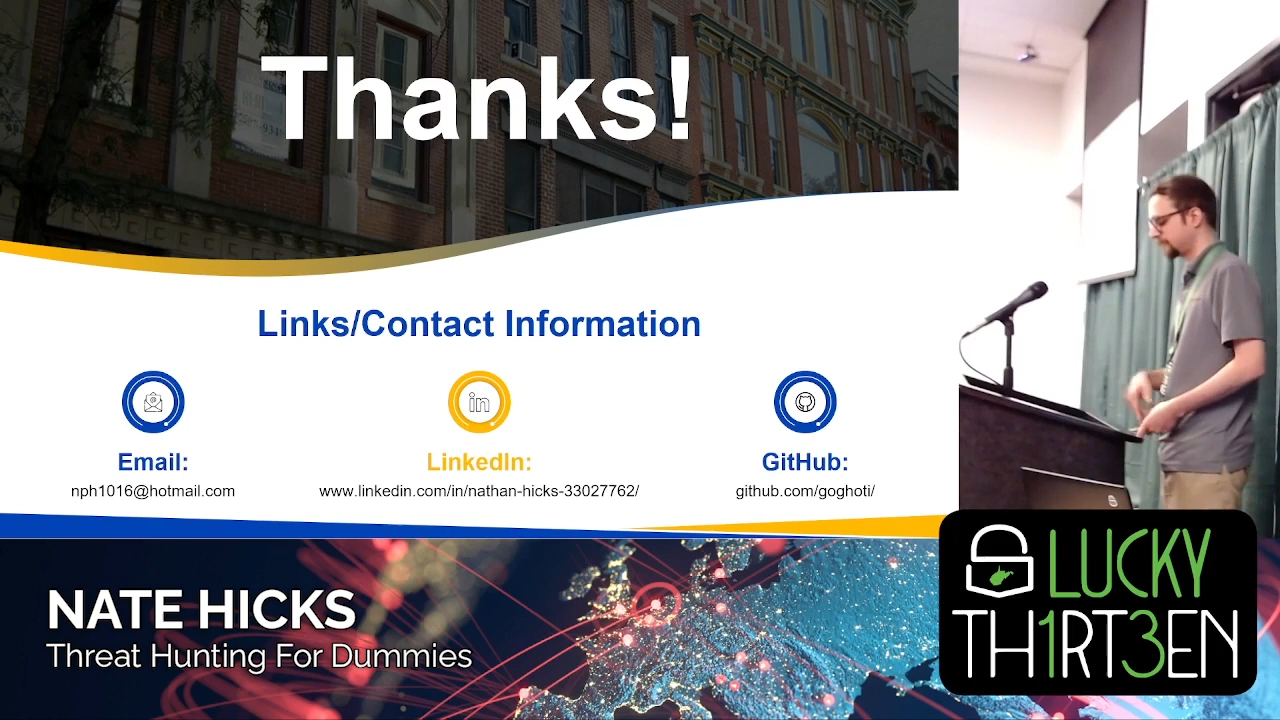 Thanks!
Links/Contact Information
Email:
nph1016@hotmail.com
LinkedIn:
www.linkedin.com/in/nathan-hicks-33027762/
GitHub:
github.com/goghoti/
NATE HICKS
Threat Hunting For Dummies
LUCKY
TH1RT3EN